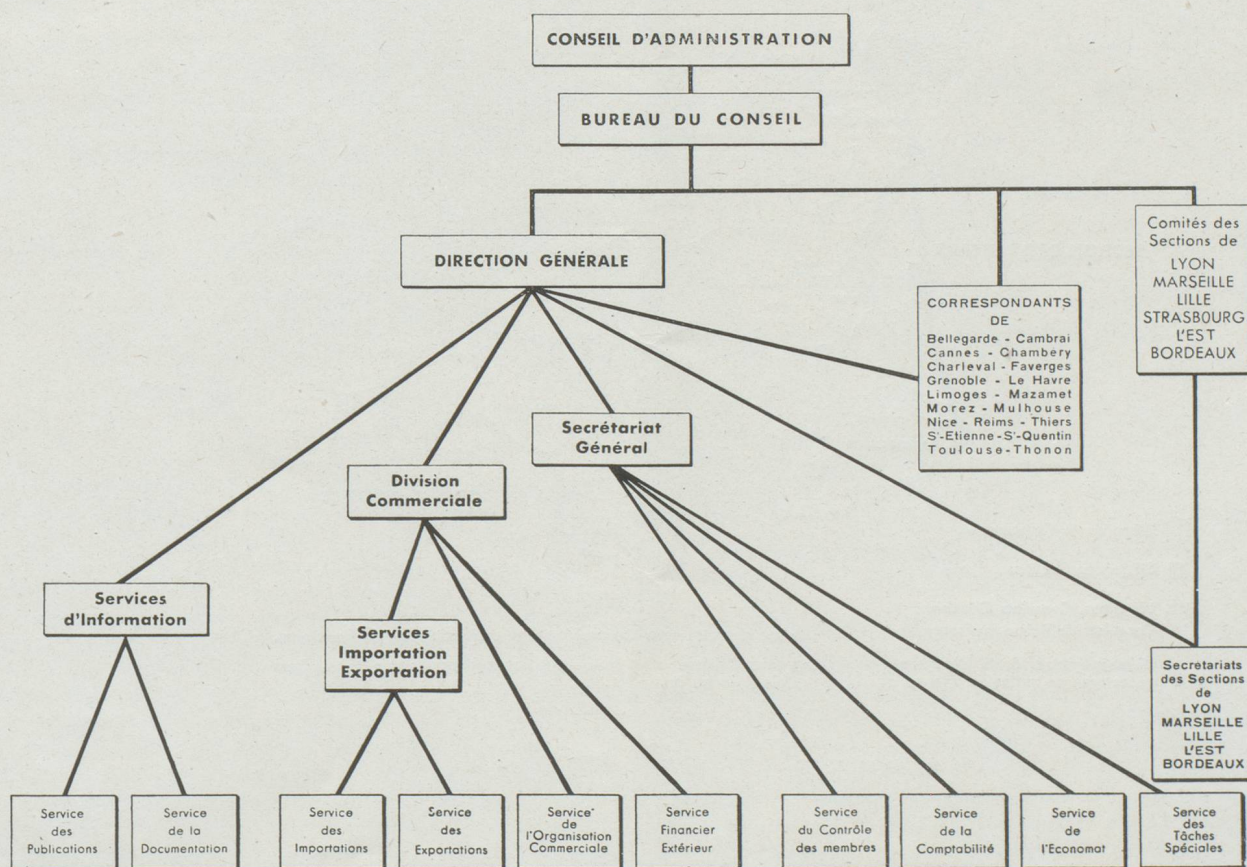 CONSEIL D'ADMINISTRATION
BUREAU DU CONSEIL
DIRECTION GÉNÉRALE
Comités des
Sections de
LYON
MARSEILLE
LILLE
STRASBOURG
L'EST
BORDEAUX
CORRESPONDANTS
DE
Bellegarde - Cambrai
Cannes - Chambery
Charleval - Faverges
Grenoble - Le Havre
Limoges - Mazamet
Morez - Mulhouse
Nice - Reims - Thiers
St-Etienne - St-Quentin
Toulouse - Thonon
Secrétariat
Général
Division
Commerciale
Services
d'Information
Services
Importation
Exportation
Secrétariats
des Sections
de
LYON
MARSEILLE
LILLE
L'EST
BORDEAUX
Service
des
Publications
Service
de la
Documentation
Service
des
Importations
Service
des
Exportations
Service
de
l'Organisation
Commerciale
Service
Financier
Extérieur
Service
du Contrôle
des membres
Service
de la
Comptabilité
Service
de
l'Economat
Service
des
Tâches
Spéciales